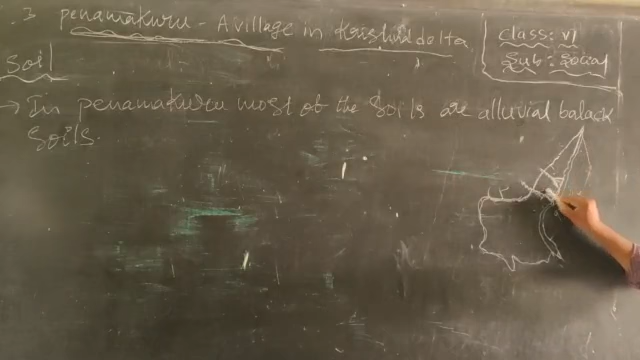 3 penamakuru - A village in Krishna delta
class: VI
Sub: Social
Soil
→ In penamakuru most of the soils are alluvial balack
Soils.